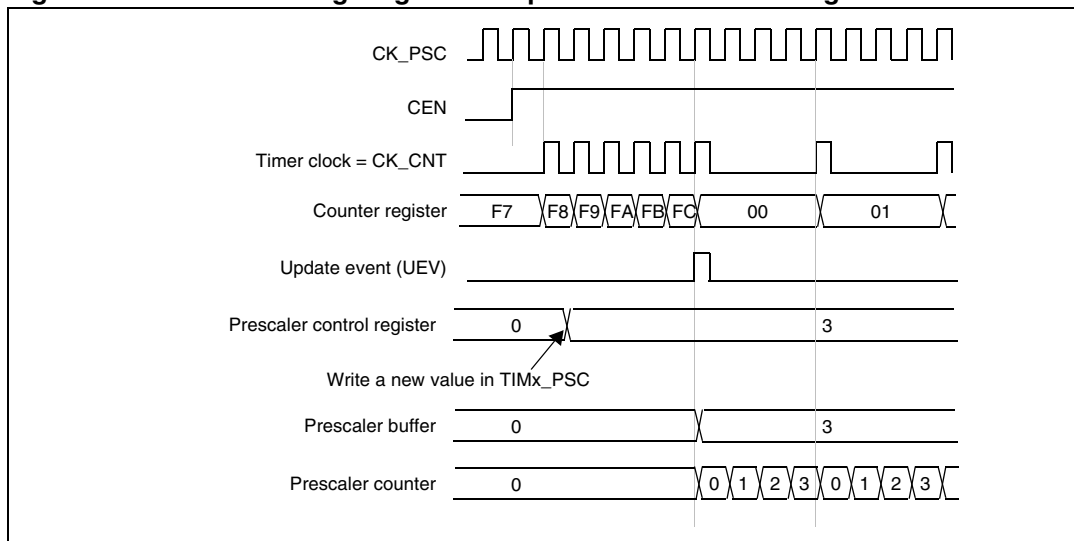 CK_PSC
CEN
Timer clock = CK_CNT
Counter register F7 F8 F9 FA FB FC 00 01
Update event (UEV)
Prescaler control register 0 3
Write a new value in TIMx_PSC
Prescaler buffer 0 3
Prescaler counter 0 0 1 2 3 0 1 2 3